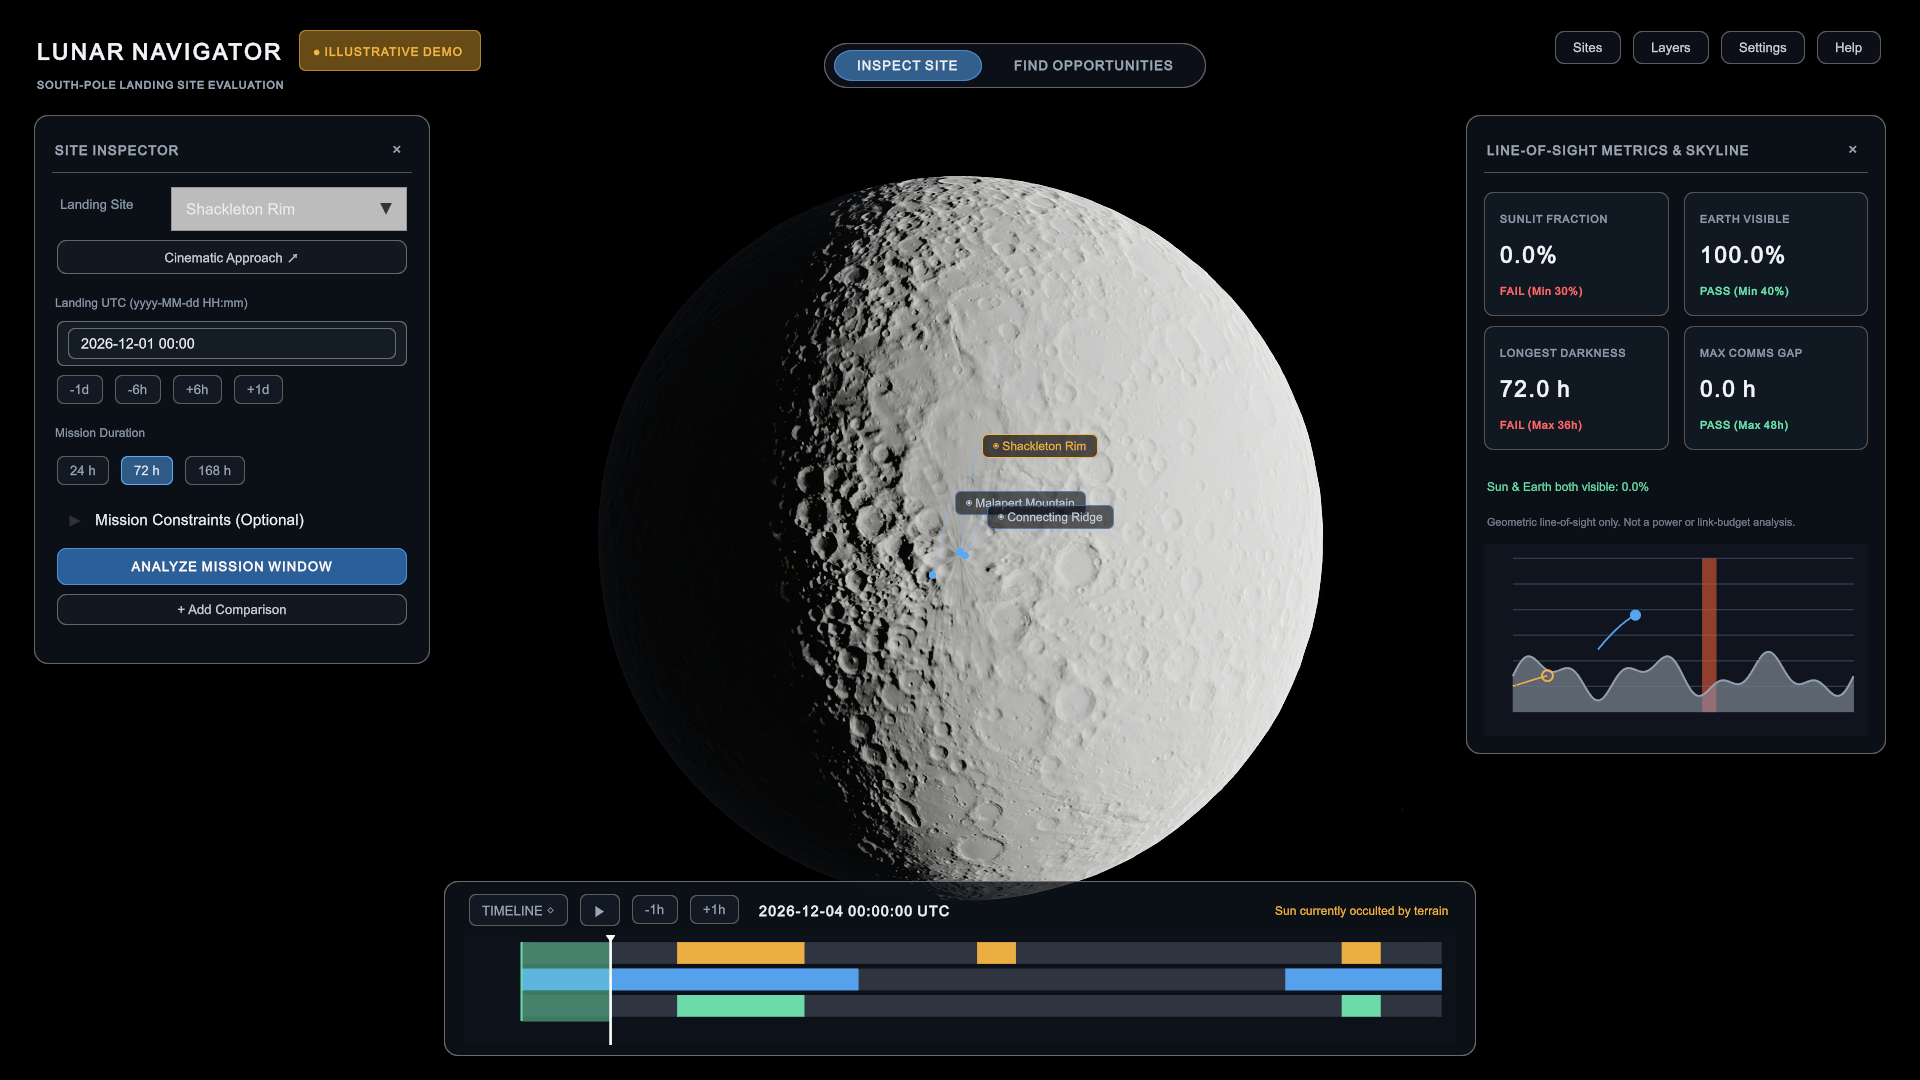 LUNAR NAVIGATOR
● ILLUSTRATIVE DEMO
SOUTH-POLE LANDING SITE EVALUATION
INSPECT SITE
FIND OPPORTUNITIES
Sites
Layers
Settings
Help
SITE INSPECTOR
×
Landing Site
Shackleton Rim
Cinematic Approach ↗
Landing UTC (yyyy-MM-dd HH:mm)
2026-12-01 00:00
-1d
-6h
+6h
+1d
Mission Duration
24 h
72 h
168 h
Mission Constraints (Optional)
ANALYZE MISSION WINDOW
+ Add Comparison
Shackleton Rim
Malapert Mountain
Connecting Ridge
LINE-OF-SIGHT METRICS & SKYLINE
×
SUNLIT FRACTION
0.0%
FAIL (Min 30%)
EARTH VISIBLE
100.0%
PASS (Min 40%)
LONGEST DARKNESS
72.0 h
FAIL (Max 36h)
MAX COMMS GAP
0.0 h
PASS (Max 48h)
Sun & Earth both visible: 0.0%
Geometric line-of-sight only. Not a power or link-budget analysis.
TIMELINE ◇
-1h
+1h
2026-12-04 00:00:00 UTC
Sun currently occulted by terrain